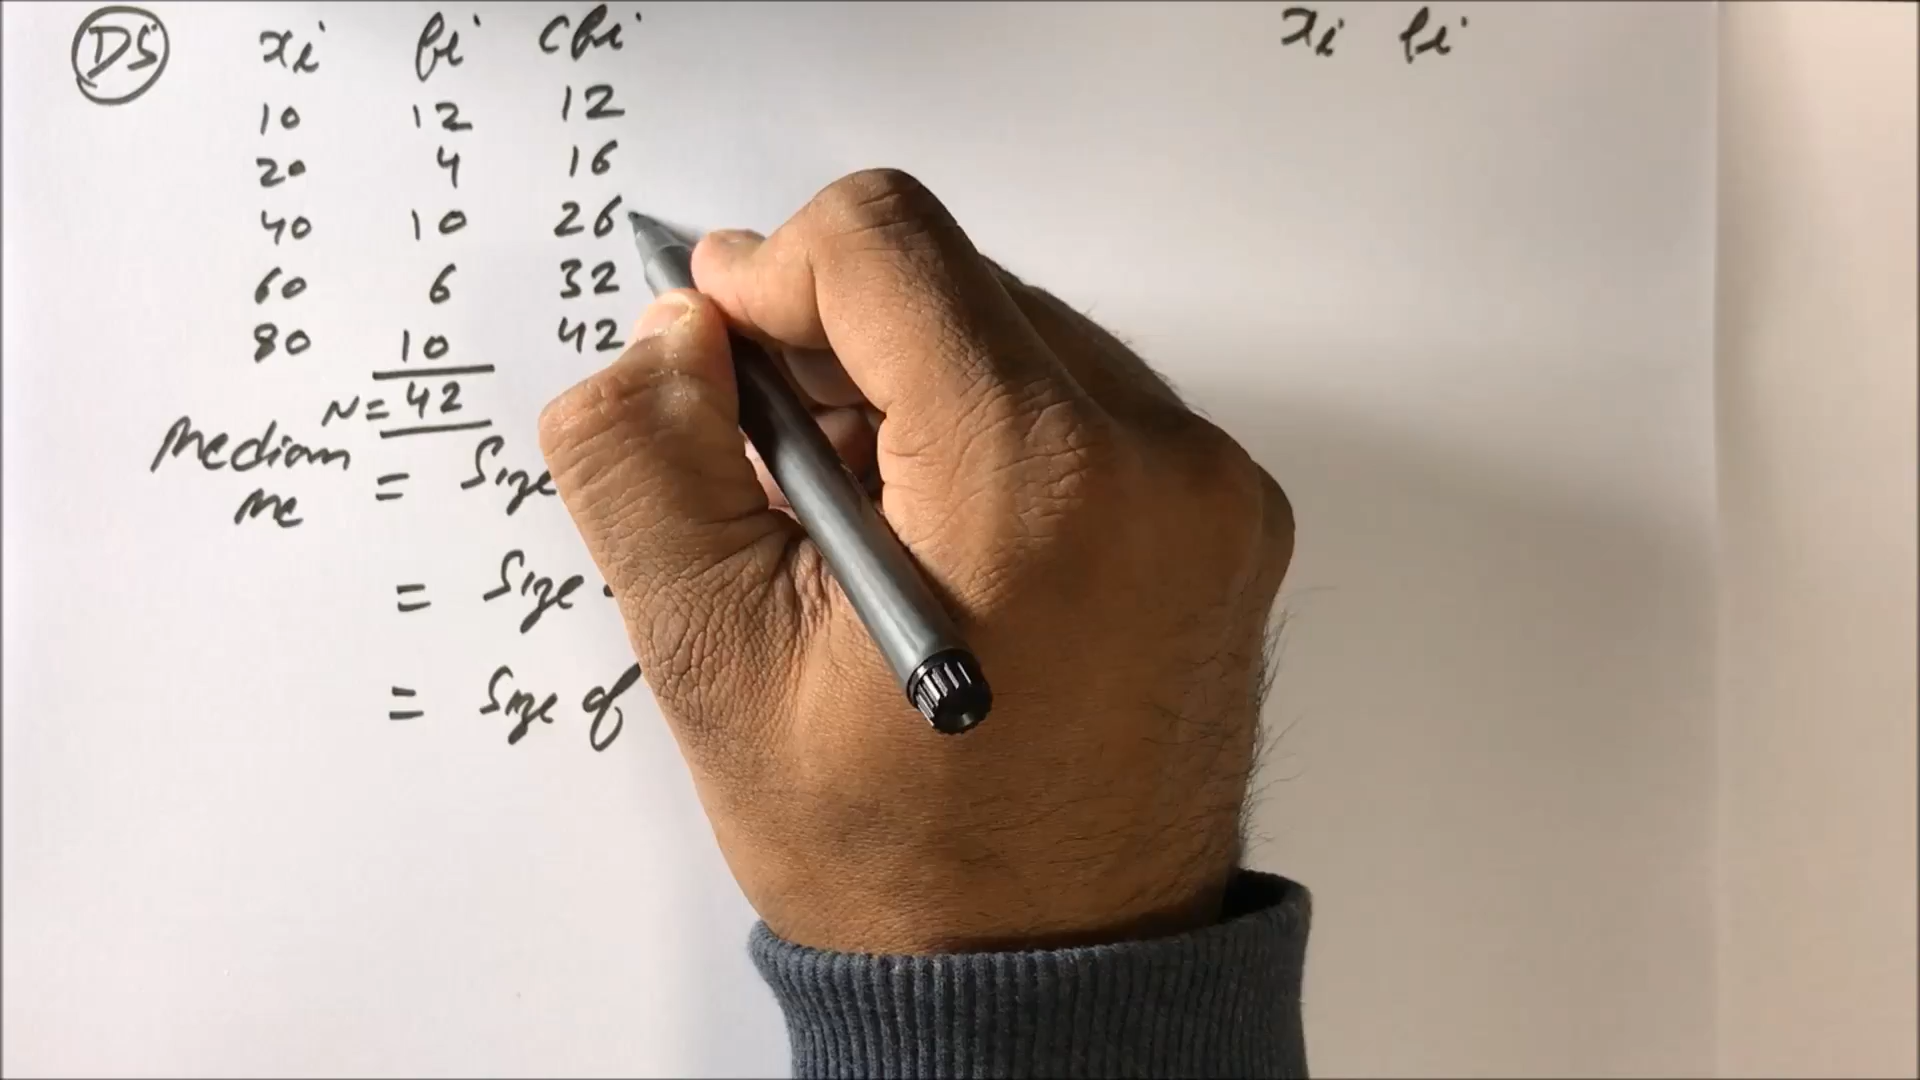 DS xi fi cfi xi fi
10 12 12
20 4 16
40 10 26
60 6 32
80 10 42
N = 42
Median
Me = Size
= Size
= Size of